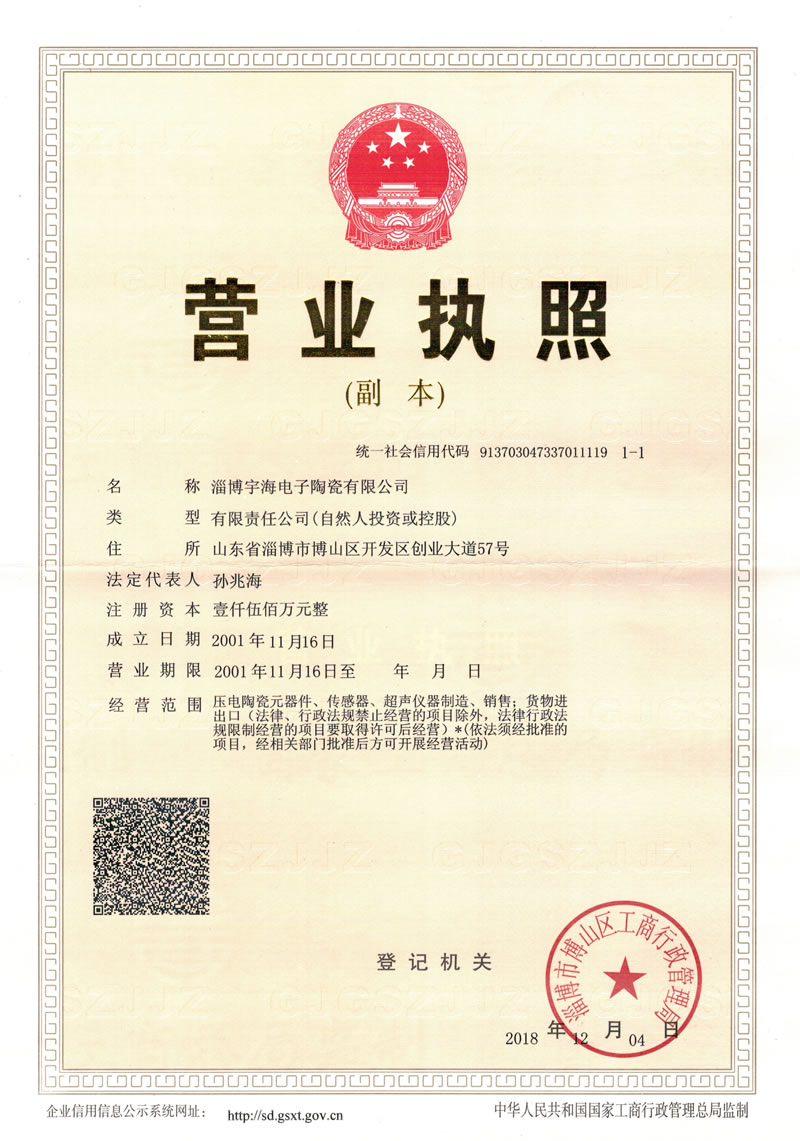 营业执照
(副 本)
统一社会信用代码 913703047337011119 1-1
名 称 淄博宇海电子陶瓷有限公司
类 型 有限责任公司(自然人投资或控股)
住 所 山东省淄博市博山区开发区创业大道57号
法定代表人 孙兆海
注册资本 壹仟伍佰万元整
成立日期 2001年11月16日
营业期限 2001年11月16日至 年 月 日
经营范围 压电陶瓷元器件、传感器、超声仪器制造、销售；货物进
出口（法律、行政法规禁止经营的项目除外，法律行政法
规限制经营的项目要取得许可后经营）*(依法须经批准的
项目，经相关部门批准后方可开展经营活动)
登记机关
淄博市博山区工商行政管理局
2018 年 12 月 04 日
企业信用信息公示系统网址： http://sd.gsxt.gov.cn
中华人民共和国国家工商行政管理总局监制